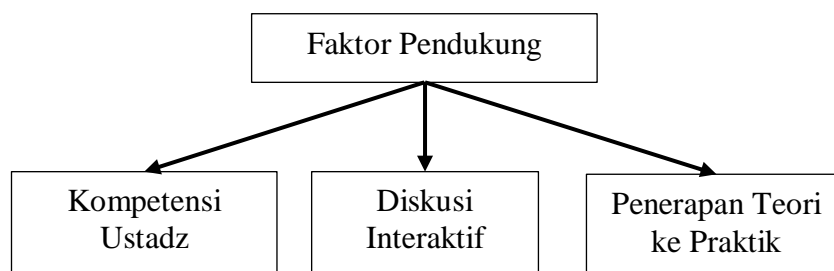 Faktor Pendukung
Kompetensi
Ustadz
Diskusi
Interaktif
Penerapan Teori
ke Praktik